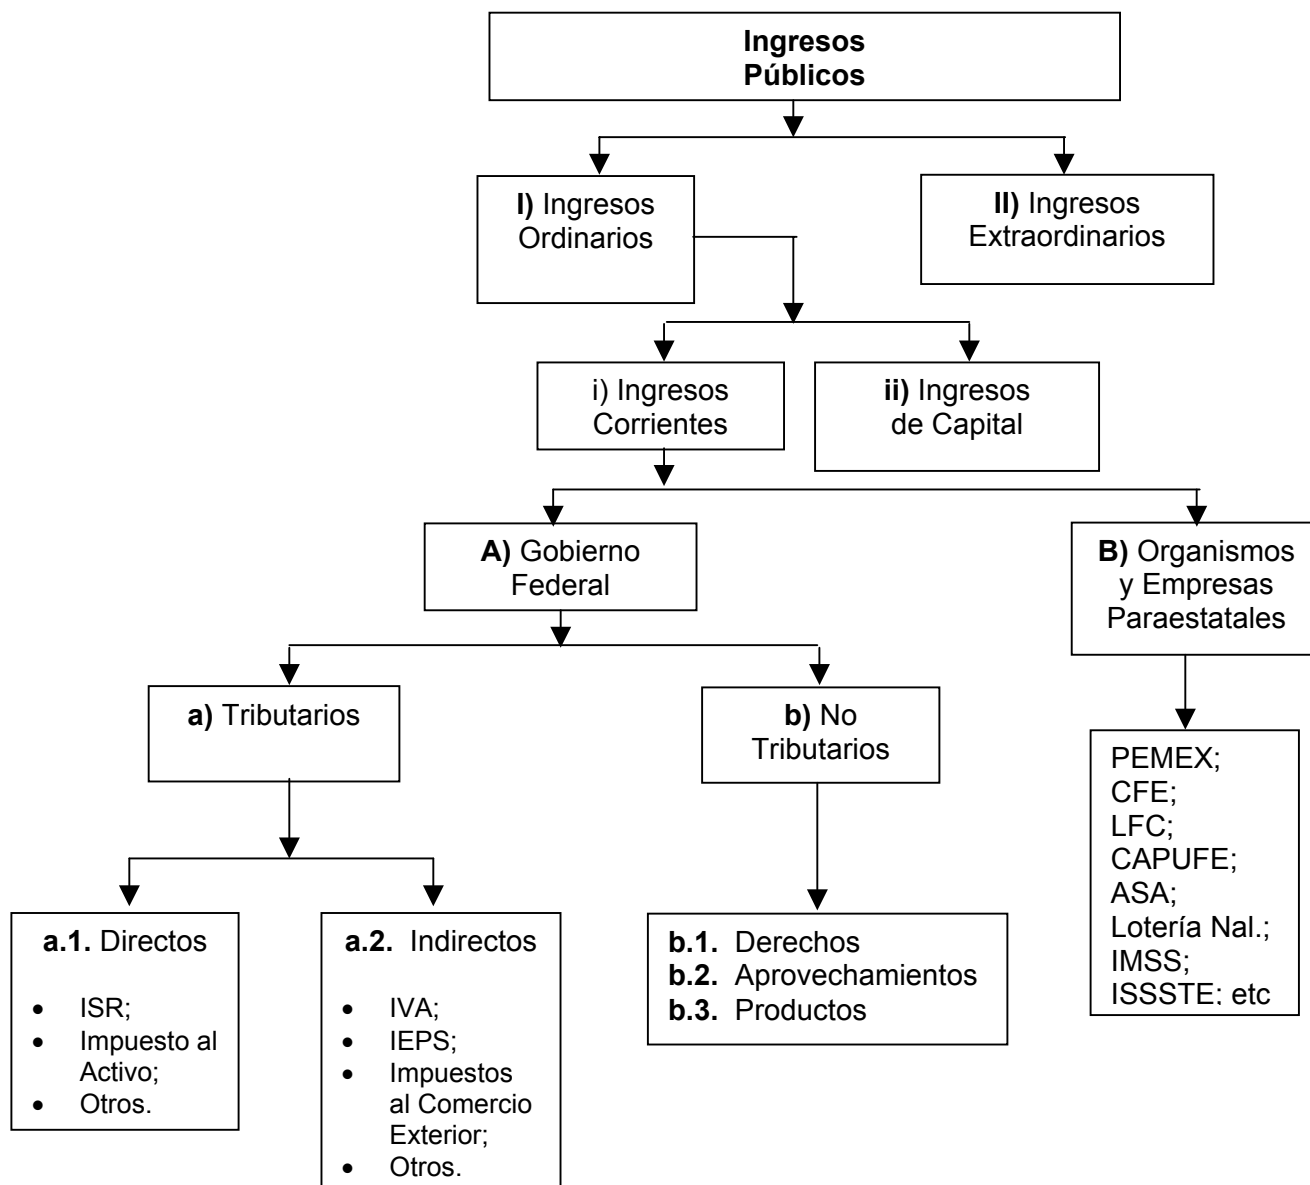 Ingresos
Públicos
I) Ingresos
Ordinarios
II) Ingresos
Extraordinarios
i) Ingresos
Corrientes
ii) Ingresos
de Capital
A) Gobierno
Federal
B) Organismos
y Empresas
Paraestatales
a) Tributarios
b) No
Tributarios
PEMEX;
CFE;
LFC;
CAPUFE;
ASA;
Lotería Nal.;
IMSS;
ISSSTE; etc
a.1. Directos
• ISR;
• Impuesto al
Activo;
• Otros.
a.2. Indirectos
• IVA;
• IEPS;
• Impuestos
al Comercio
Exterior;
• Otros.
b.1. Derechos
b.2. Aprovechamientos
b.3. Productos